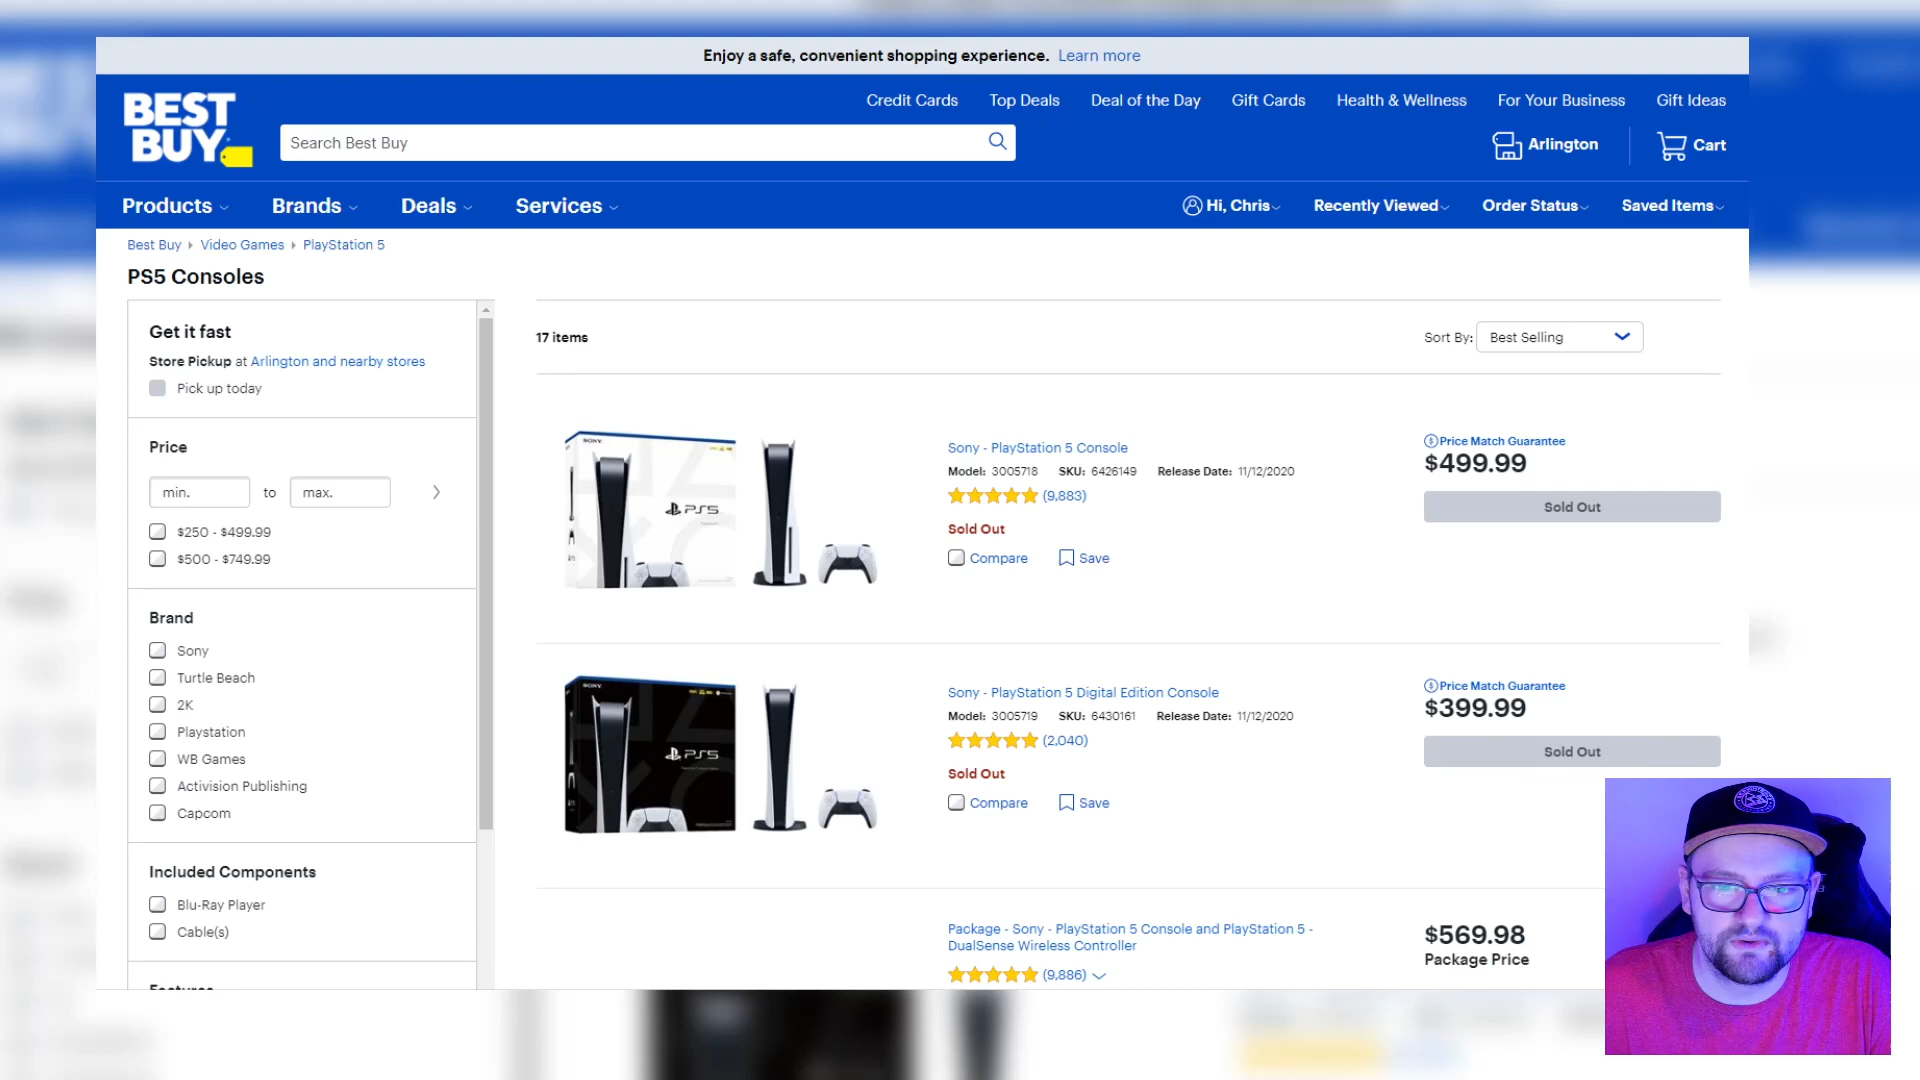 Enjoy a safe, convenient shopping experience. Learn more
BEST BUY
Credit Cards Top Deals Deal of the Day Gift Cards Health & Wellness For Your Business Gift Ideas
Search Best Buy
Arlington
Cart
Products Brands Deals Services
Hi, Chris Recently Viewed Order Status Saved Items
Best Buy Video Games PlayStation 5
PS5 Consoles
Get it fast
Store Pickup at Arlington and nearby stores
Pick up today
Price
min. to max.
$250 - $499.99
$500 - $749.99
Brand
Sony
Turtle Beach
2K
Playstation
WB Games
Activision Publishing
Capcom
Included Components
Blu-Ray Player
Cable(s)
Features
17 items
Sort By: Best Selling
SONY
PS5
Sony - PlayStation 5 Console
Model: 3005718 SKU: 6426149 Release Date: 11/12/2020
(9,883)
Sold Out
Compare Save
Price Match Guarantee
$499.99
Sold Out
SONY
PS5
Sony - PlayStation 5 Digital Edition Console
Model: 3005719 SKU: 6430161 Release Date: 11/12/2020
(2,040)
Sold Out
Compare Save
Price Match Guarantee
$399.99
Sold Out
Package - Sony - PlayStation 5 Console and PlayStation 5 -
DualSense Wireless Controller
(9,886)
$569.98
Package Price